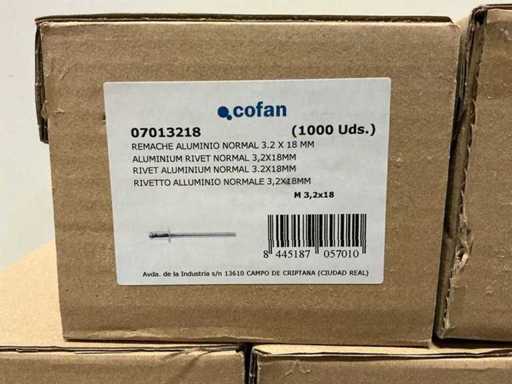 cofan
07013218 (1000 Uds.)
REMACHE ALUMINIO NORMAL 3.2 X 18 MM
ALUMINIUM RIVET NORMAL 3,2X18MM
RIVET ALUMINIUM NORMAL 3.2X18MM
RIVETTO ALLUMINIO NORMALE 3,2X18MM
M 3,2x18
8 445187 057010
Avda. de la Industria s/n 13610 CAMPO DE CRIPTANA (CIUDAD REAL)